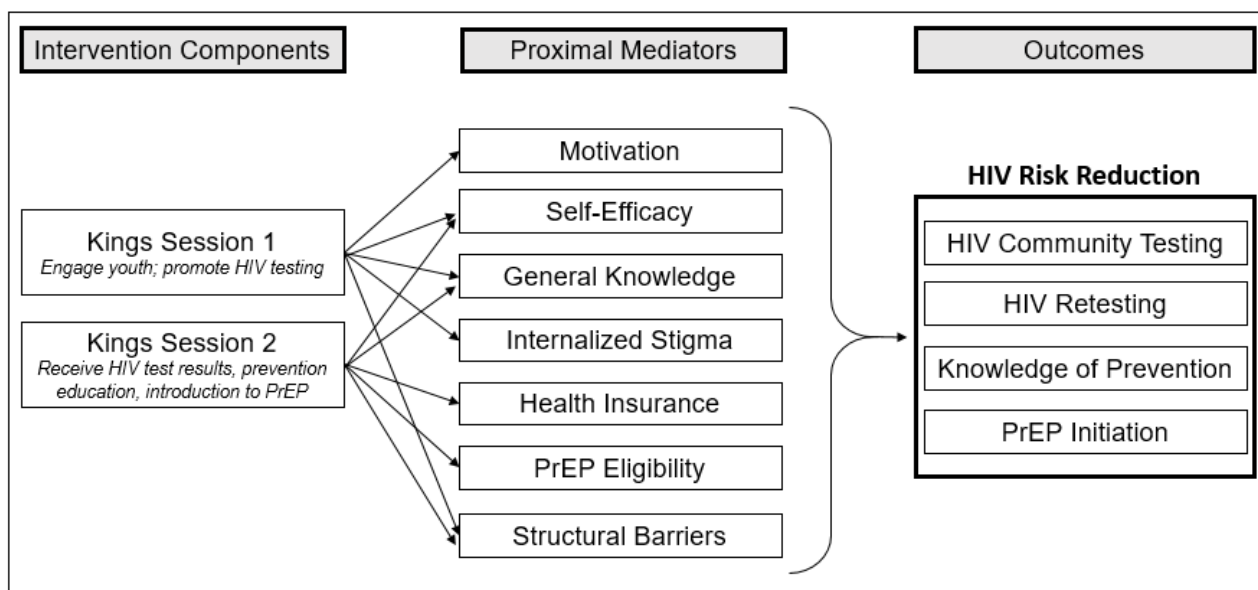 Intervention Components
Proximal Mediators
Outcomes
Kings Session 1
Engage youth; promote HIV testing
Kings Session 2
Receive HIV test results, prevention
education, introduction to PrEP
Motivation
Self-Efficacy
General Knowledge
Internalized Stigma
Health Insurance
PrEP Eligibility
Structural Barriers
HIV Risk Reduction
HIV Community Testing
HIV Retesting
Knowledge of Prevention
PrEP Initiation